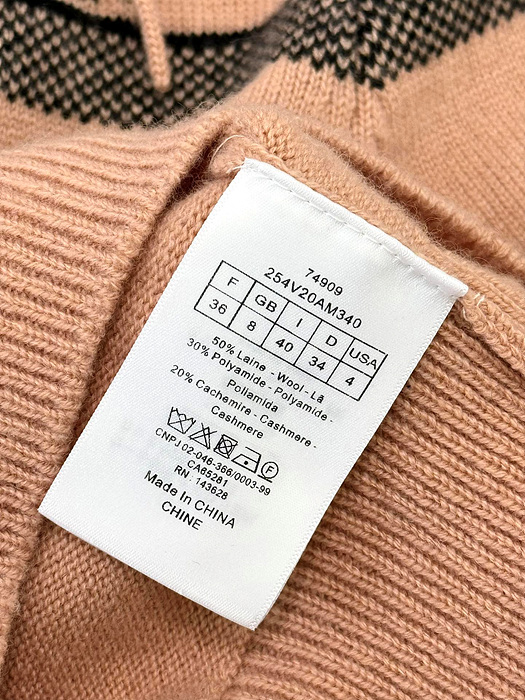 74909
254V20AM340
F GB I D USA
36 8 40 34 4
50% Laine - Wool - Lã
30% Polyamide - Polyamide -
Poliamida
20% Cachemire - Cashmere -
Cashmere
F
CNPJ 02-046-366/0003-99
CA65281
RN : 143628
Made In CHINA
CHINE